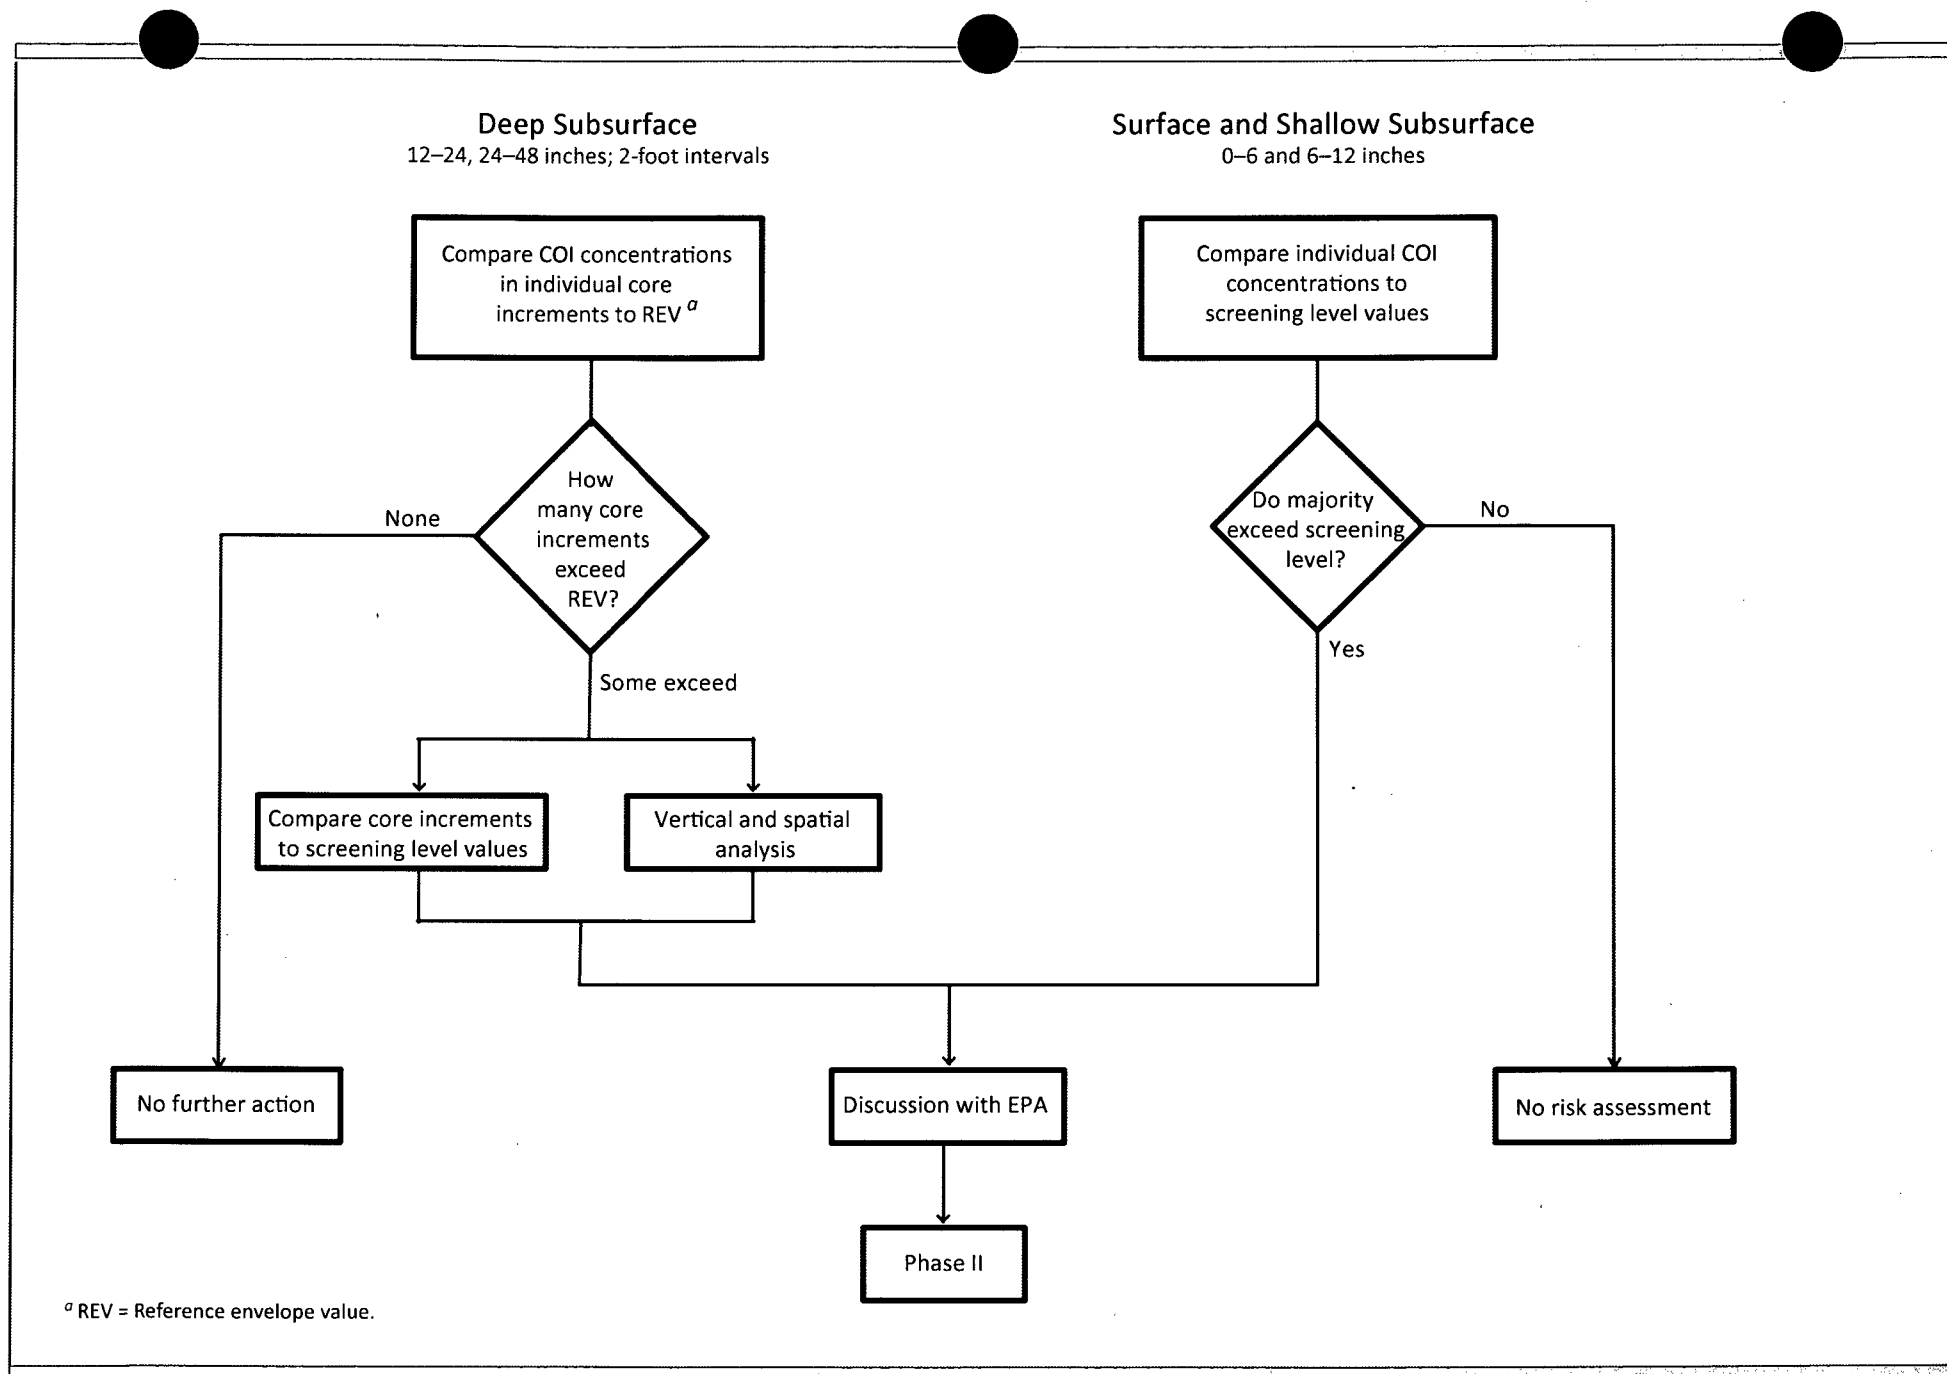 Deep Subsurface
12–24, 24–48 inches; 2-foot intervals
Compare COI concentrations
in individual core
increments to REV a
How
many core
increments
exceed
REV?
None
Some exceed
Compare core increments
to screening level values
Vertical and spatial
analysis
Surface and Shallow Subsurface
0–6 and 6–12 inches
Compare individual COI
concentrations to
screening level values
Do majority
exceed screening
level?
No
Yes
No further action
Discussion with EPA
No risk assessment
Phase II
a REV = Reference envelope value.